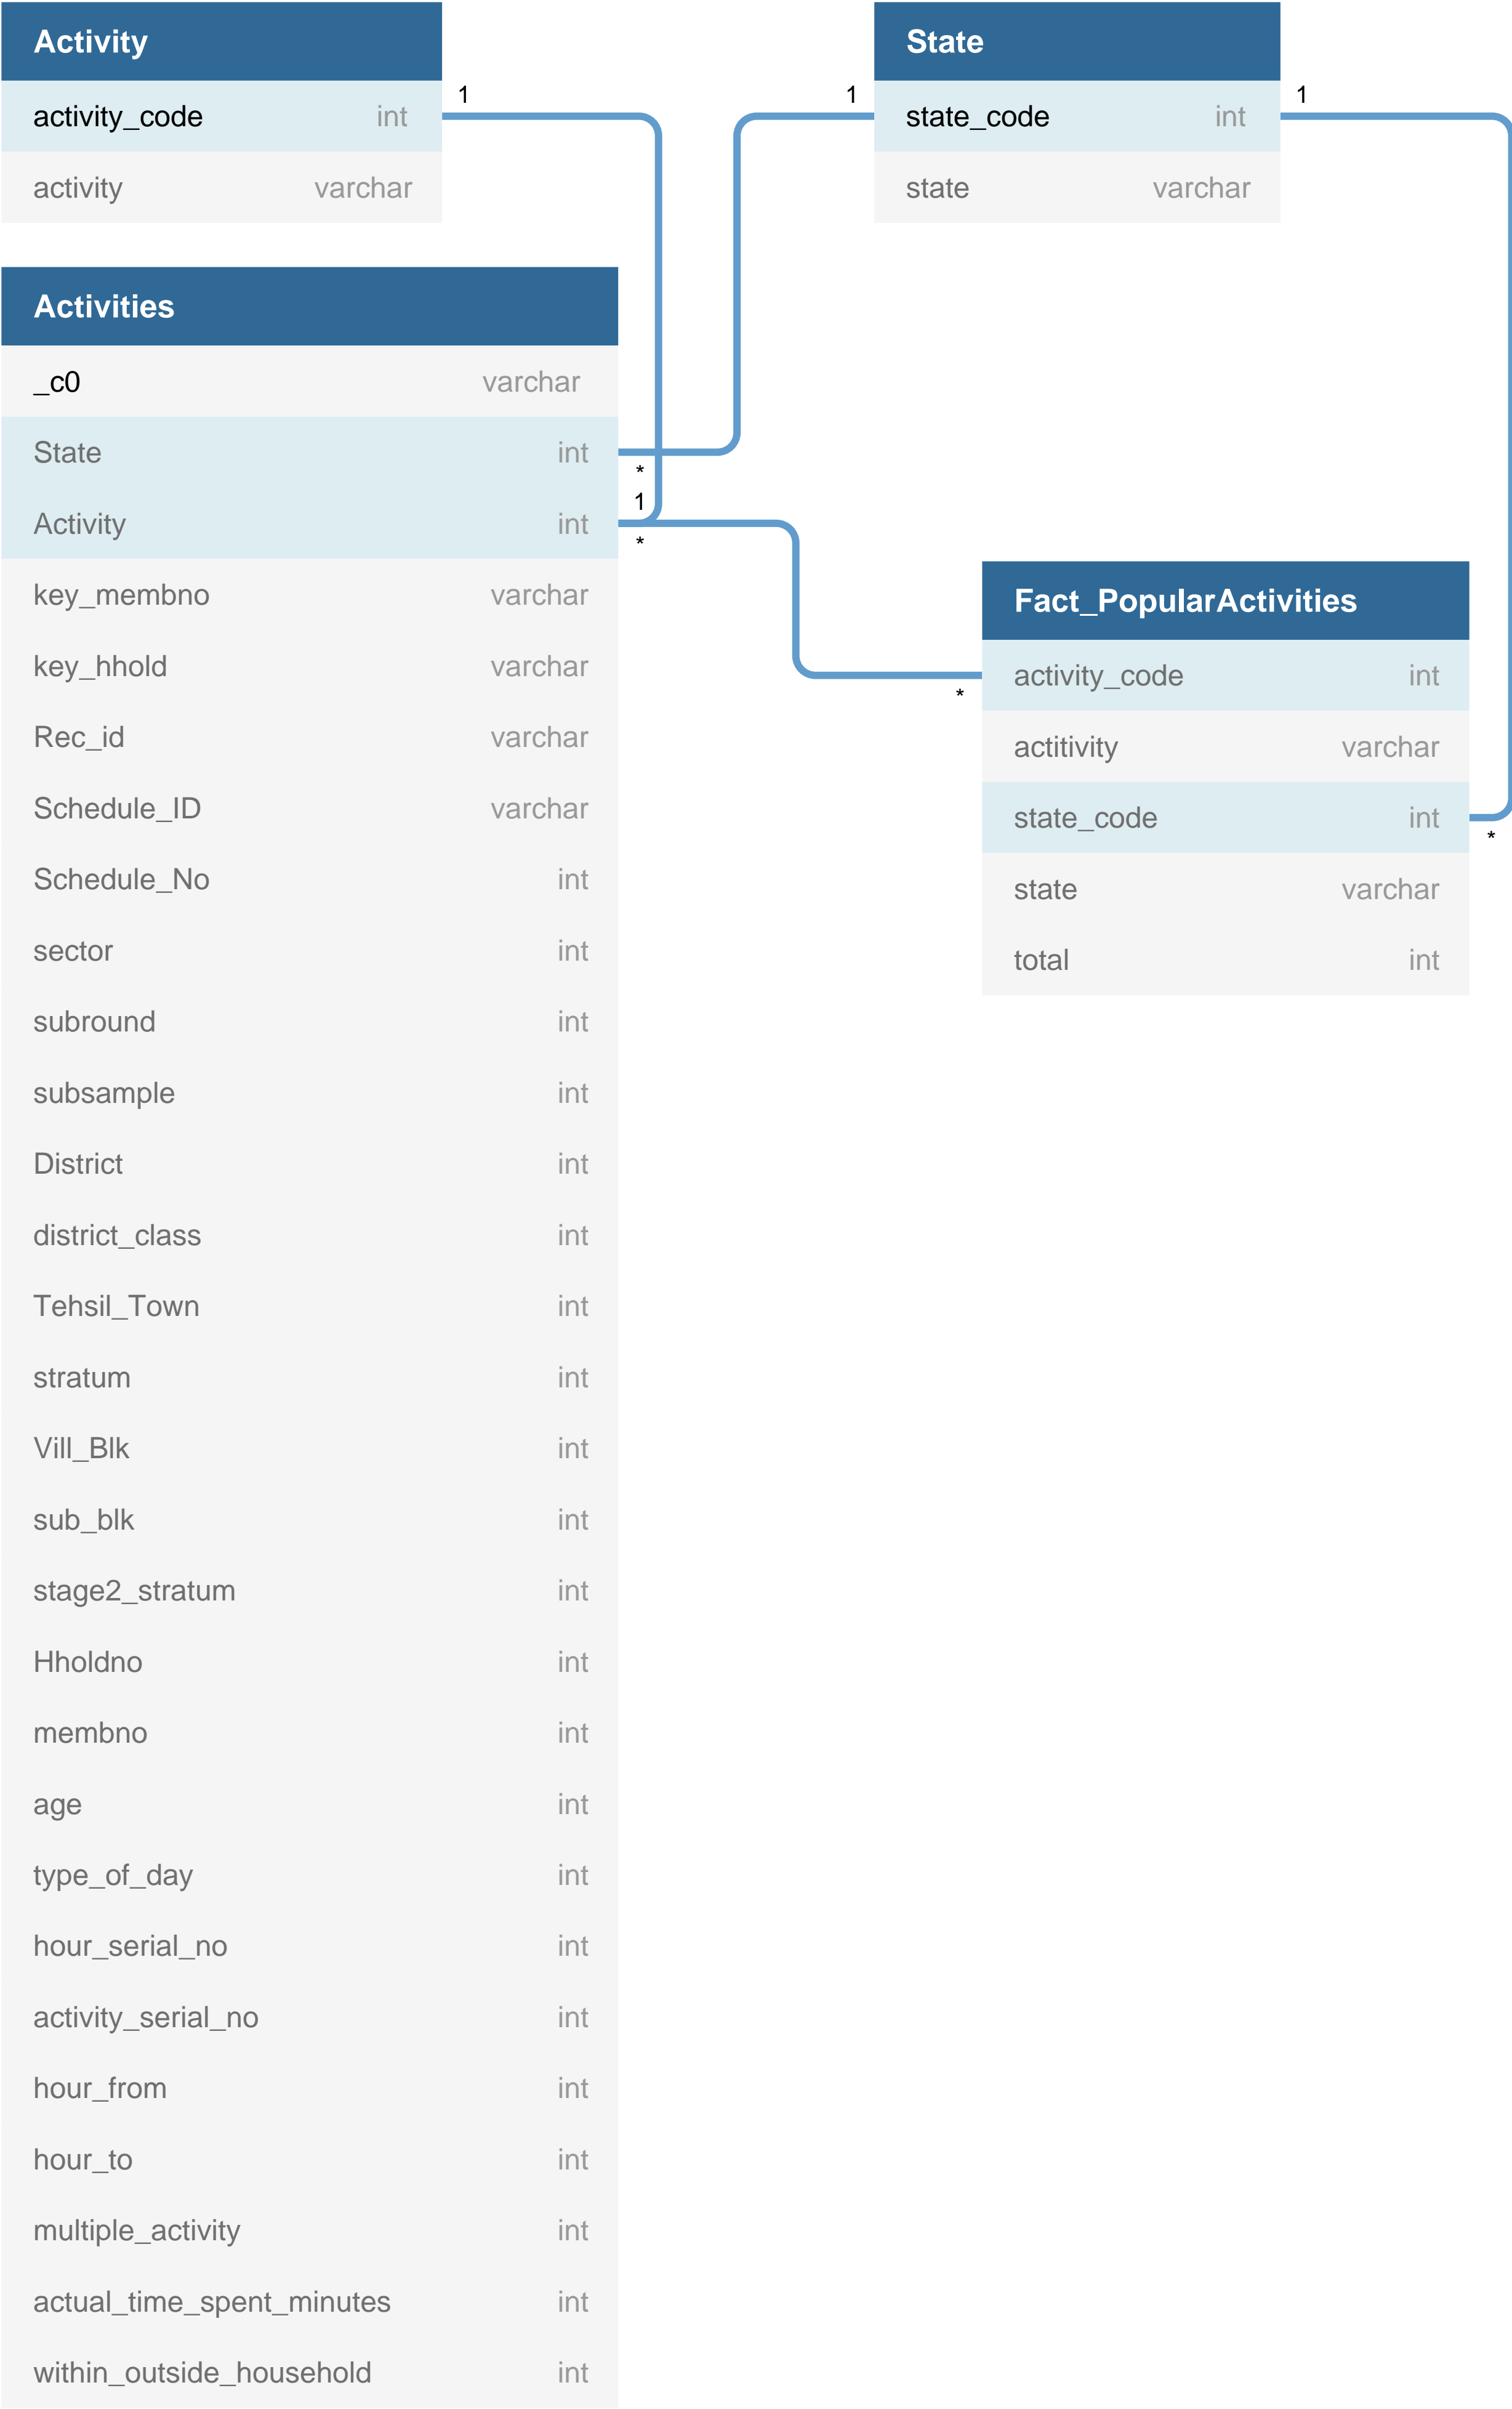 Activity
activity_code int
activity varchar
1
State
state_code int
state varchar
1
1
Activities
_c0 varchar
State int
*
1
Activity int
*
key_membno varchar
key_hhold varchar
Rec_id varchar
Schedule_ID varchar
Schedule_No int
sector int
subround int
subsample int
District int
district_class int
Tehsil_Town int
stratum int
Vill_Blk int
sub_blk int
stage2_stratum int
Hholdno int
membno int
age int
type_of_day int
hour_serial_no int
activity_serial_no int
hour_from int
hour_to int
multiple_activity int
actual_time_spent_minutes int
within_outside_household int
Fact_PopularActivities
activity_code int
*
actitivity varchar
state_code int
*
state varchar
total int